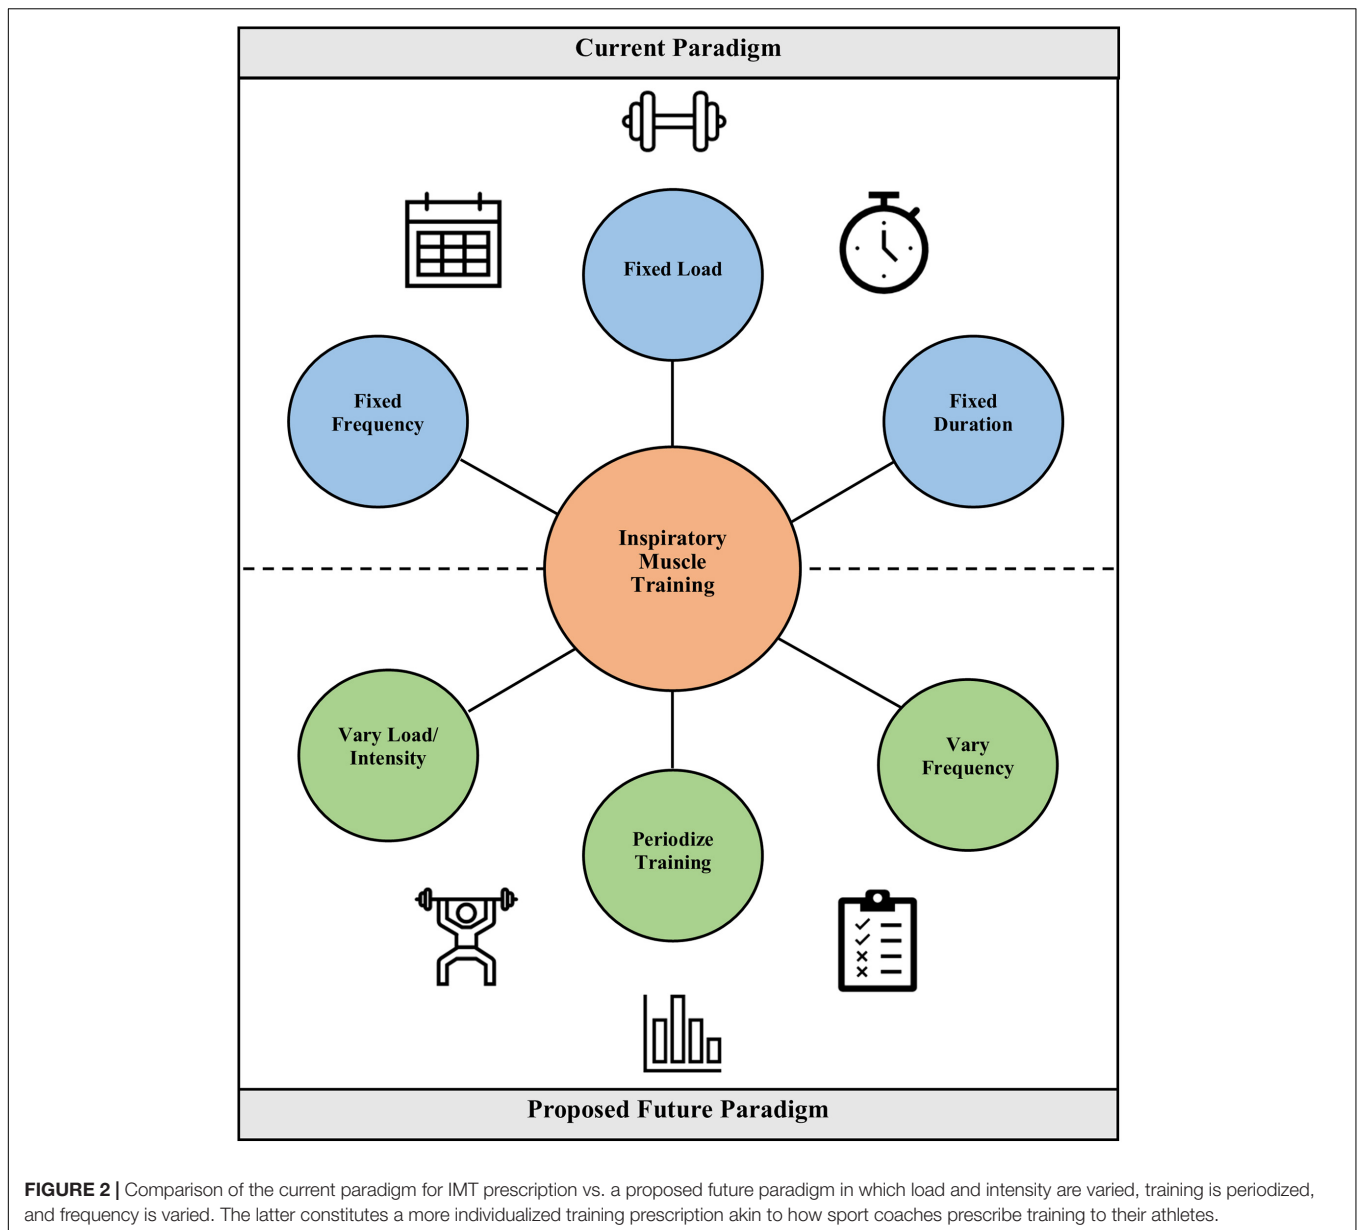 Current Paradigm
Fixed Load
Fixed
Frequency
Fixed
Duration
Inspiratory
Muscle
Training
Vary Load/
Intensity
Vary
Frequency
Periodize
Training
Proposed Future Paradigm
FIGURE 2 | Comparison of the current paradigm for IMT prescription vs. a proposed future paradigm in which load and intensity are varied, training is periodized,
and frequency is varied. The latter constitutes a more individualized training prescription akin to how sport coaches prescribe training to their athletes.